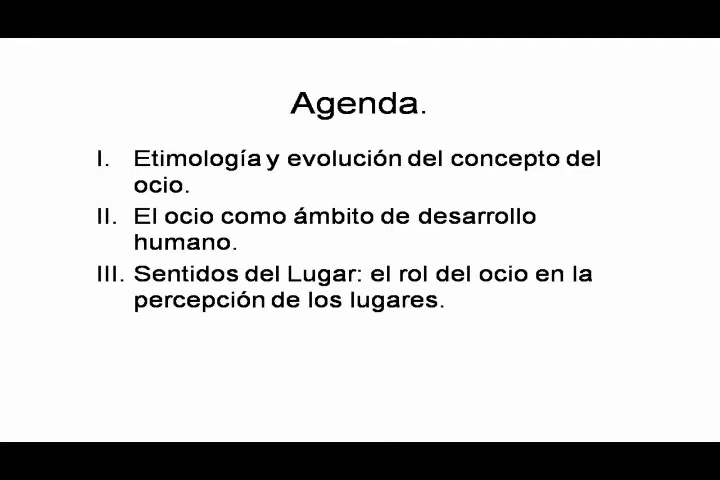 Agenda.
I. Etimología y evolución del concepto del
ocio.
II. El ocio como ámbito de desarrollo
humano.
III. Sentidos del Lugar: el rol del ocio en la
percepción de los lugares.